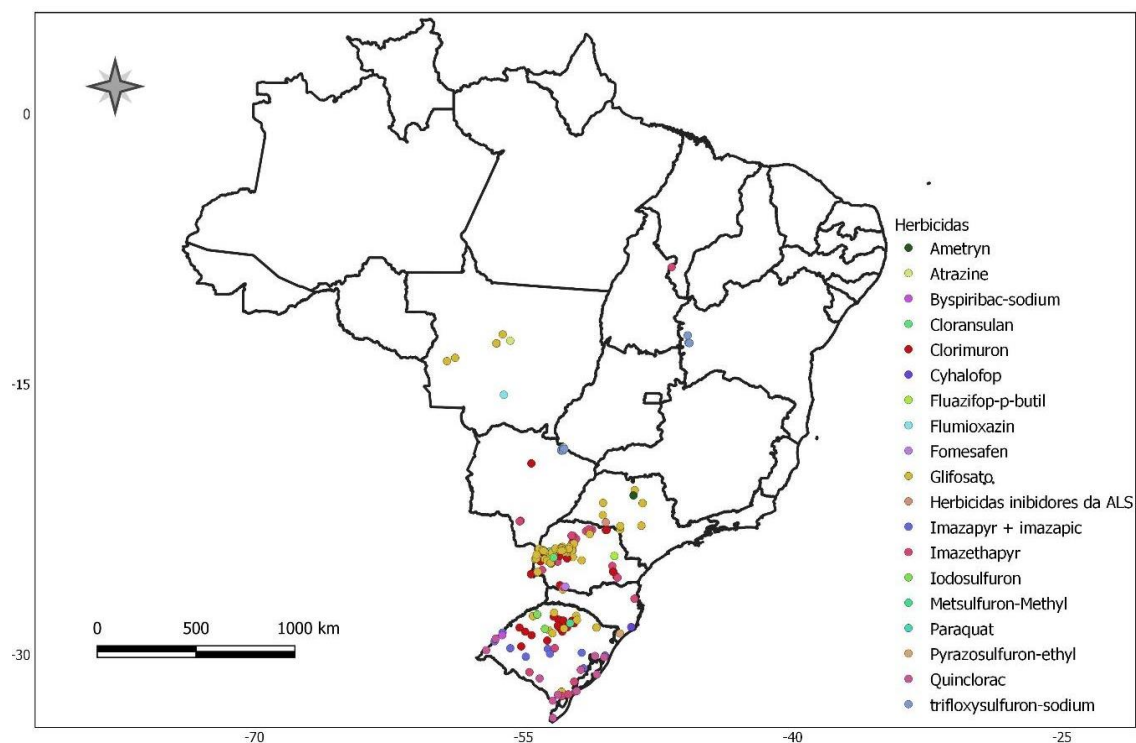 0
-15
-30
-70
-55
-40
-25
0 500 1000 km
Herbicidas
Ametryn
Atrazine
Byspiribac-sodium
Cloransulan
Clorimuron
Cyhalofop
Fluazifop-p-butil
Flumioxazin
Fomesafen
Glifosato,
Herbicidas inibidores da ALS
Imazapyr + imazapic
Imazethapyr
Iodosulfuron
Metsulfuron-Methyl
Paraquat
Pyrazosulfuron-ethyl
Quinclorac
trifloxysulfuron-sodium